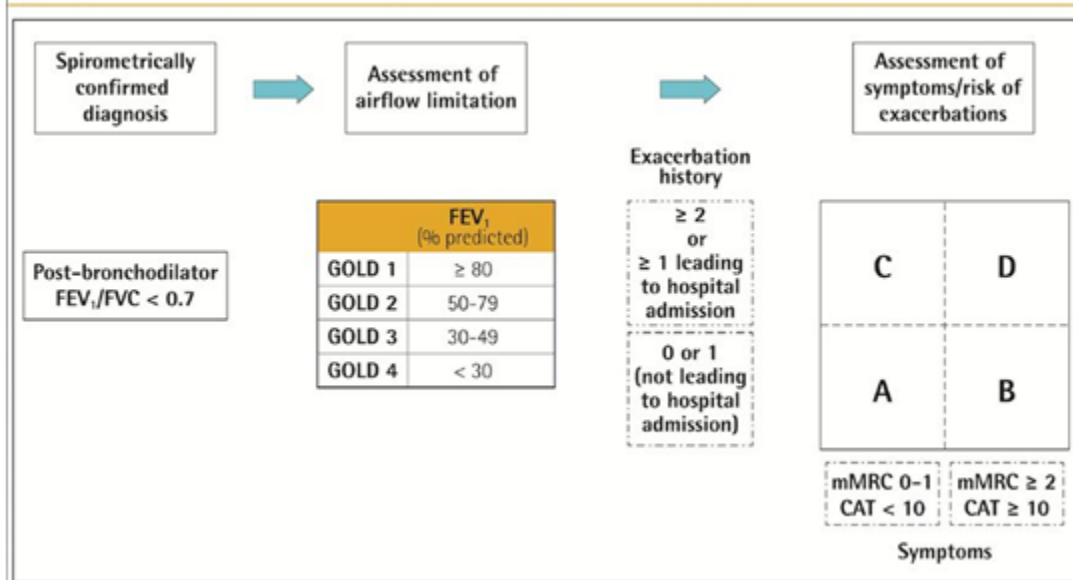 Spirometrically
confirmed
diagnosis
Assessment of
airflow limitation
Assessment of
symptoms/risk of
exacerbations
Post-bronchodilator
FEV₁/FVC < 0.7
FEV₁
(% predicted)
GOLD 1 ≥ 80
GOLD 2 50-79
GOLD 3 30-49
GOLD 4 < 30
Exacerbation
history
≥ 2
or
≥ 1 leading
to hospital
admission
0 or 1
(not leading
to hospital
admission)
C D
A B
mMRC 0-1
CAT < 10
mMRC ≥ 2
CAT ≥ 10
Symptoms